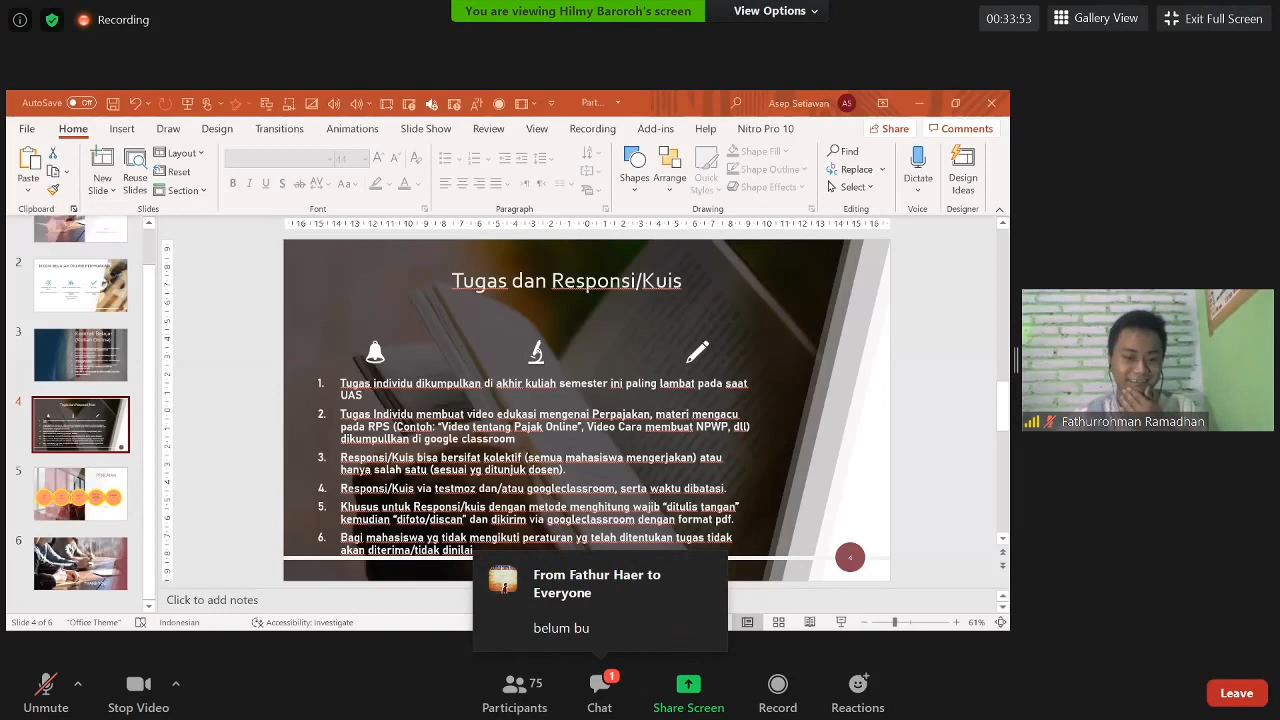 Recording
You are viewing Hilmy Baroroh's screen
View Options
00:33:53
Gallery View
Exit Full Screen
AutoSave Off
Part...
Asep Setiawan
AS
File Home Insert Draw Design Transitions Animations Slide Show Review View Recording Add-ins Help Nitro Pro 10
Share
Comments
Paste
Clipboard
New
Slide
Reuse
Slides
Layout
Reset
Section
Slides
44
Font
Paragraph
Shapes
Arrange
Quick
Styles
Shape Fill
Shape Outline
Shape Effects
Drawing
Find
Replace
Select
Editing
Dictate
Voice
Design
Ideas
Designer
2
3
4
5
6
Tugas dan Responsi/Kuis
1. Tugas individu dikumpulkan di akhir kuliah semester ini paling lambat pada saat
UAS
2. Tugas Individu membuat video edukasi mengenai Perpajakan, materi mengacu
pada RPS (Contoh: "Video tentang Pajak Online", Video Cara membuat NPWP, dll)
di google classroom
3. Responsi/Kuis bisa bersifat kolektif (semua mahasiswa mengerjakan) atau
hanya salah satu (sesuai yg ditunjuk dosen).
4. Responsi/Kuis via testmoz dan/atau googleclassroom, serta waktu dibatasi.
5. Khusus untuk Responsi/kuis dengan metode menghitung wajib "ditulis tangan"
kemudian "difoto/discan" dan dikirim via googleclassroom dengan format pdf.
6. Bagi mahasiswa yg tidak mengikuti peraturan yg telah ditentukan tugas tidak
akan diterima/tidak dinilai
4
Click to add notes
Slide 4 of 6
"Office Theme"
Indonesian
Accessibility: Investigate
61%
Fathurrohman Ramadhan
From Fathur Haer to
Everyone
belum bu
Unmute
Stop Video
75
Participants
1
Chat
Share Screen
Record
Reactions
Leave